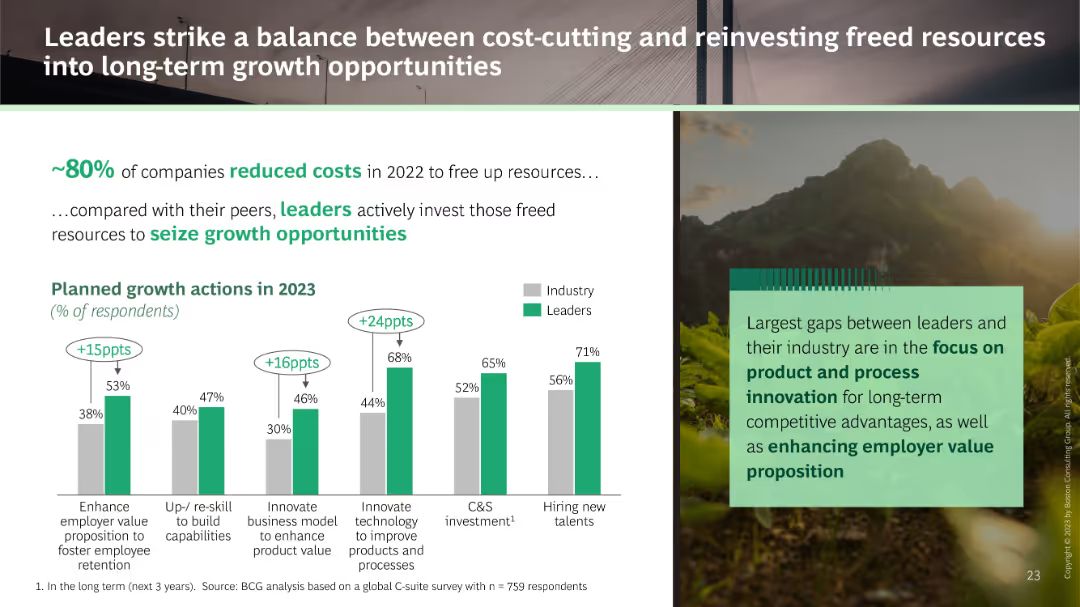 Leaders strike a balance between cost-cutting and reinvesting freed resources
into long-term growth opportunities
~80% of companies reduced costs in 2022 to free up resources…
…compared with their peers, leaders actively invest those freed
resources to seize growth opportunities
Planned growth actions in 2023
(% of respondents)
Industry
Leaders
+15ppts
38%
53%
40%
47%
+16ppts
30%
46%
+24ppts
44%
68%
52%
65%
56%
71%
Enhance
employer value
proposition to
foster employee
retention
Up-/ re-skill
to build
capabilities
Innovate
business model
to enhance
product value
Innovate
technology
to improve
products and
processes
C&S
investment¹
Hiring new
talents
Largest gaps between leaders and
their industry are in the focus on
product and process
innovation for long-term
competitive advantages, as well
as enhancing employer value
proposition
1. In the long term (next 3 years). Source: BCG analysis based on a global C-suite survey with n = 759 respondents
23
Copyright © 2023 by Boston Consulting Group. All rights reserved.